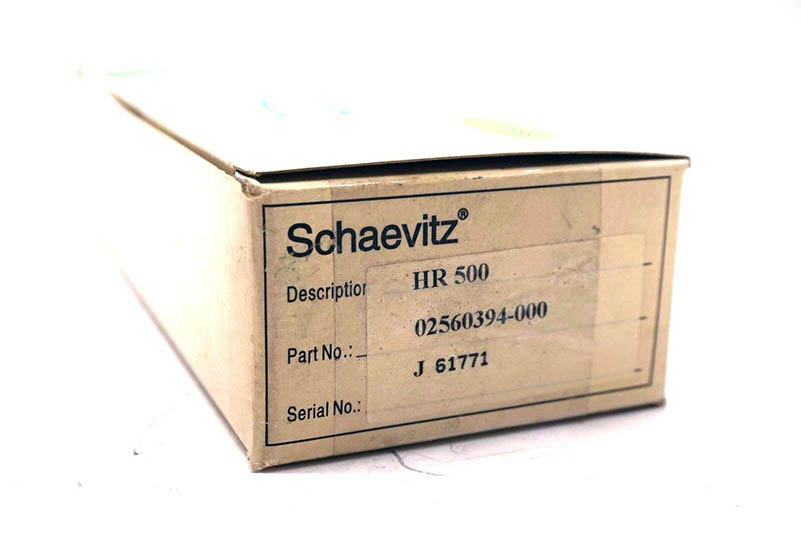 Schaevitz®
Description HR 500
02560394-000
Part No.:
J 61771
Serial No.: